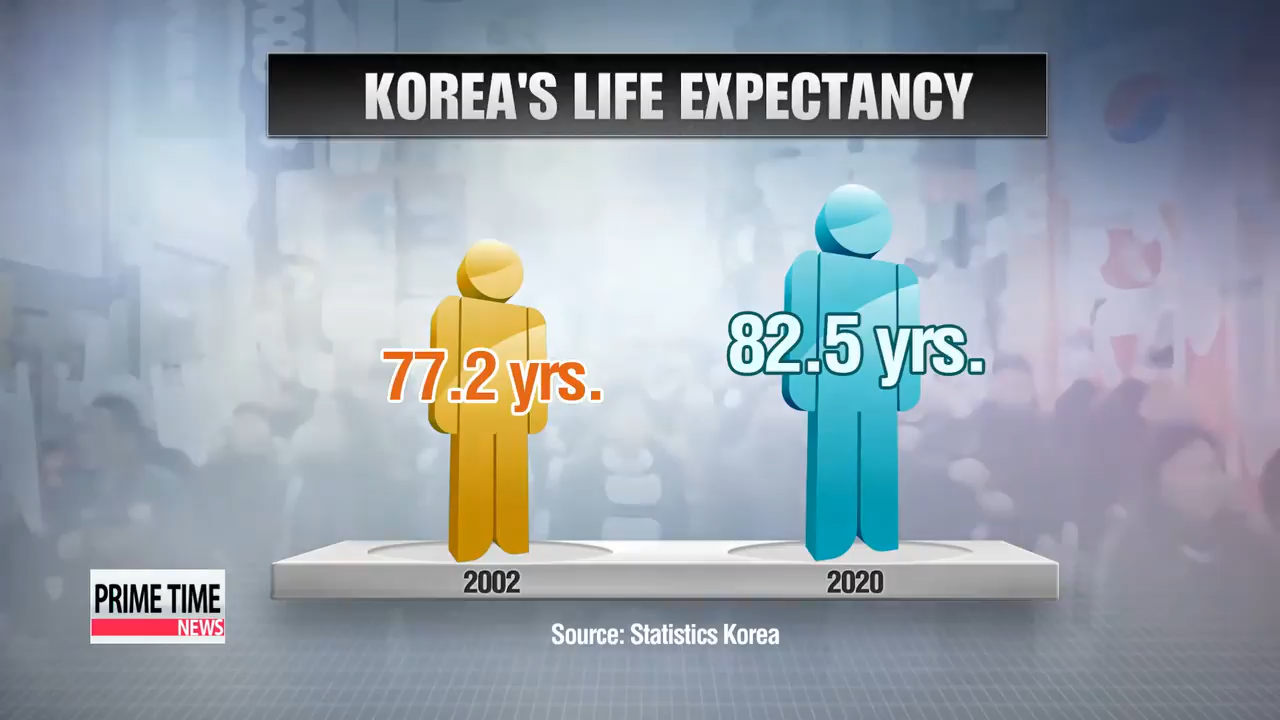 KOREA'S LIFE EXPECTANCY
77.2 yrs.
82.5 yrs.
2002
2020
PRIME TIME
NEWS
Source: Statistics Korea